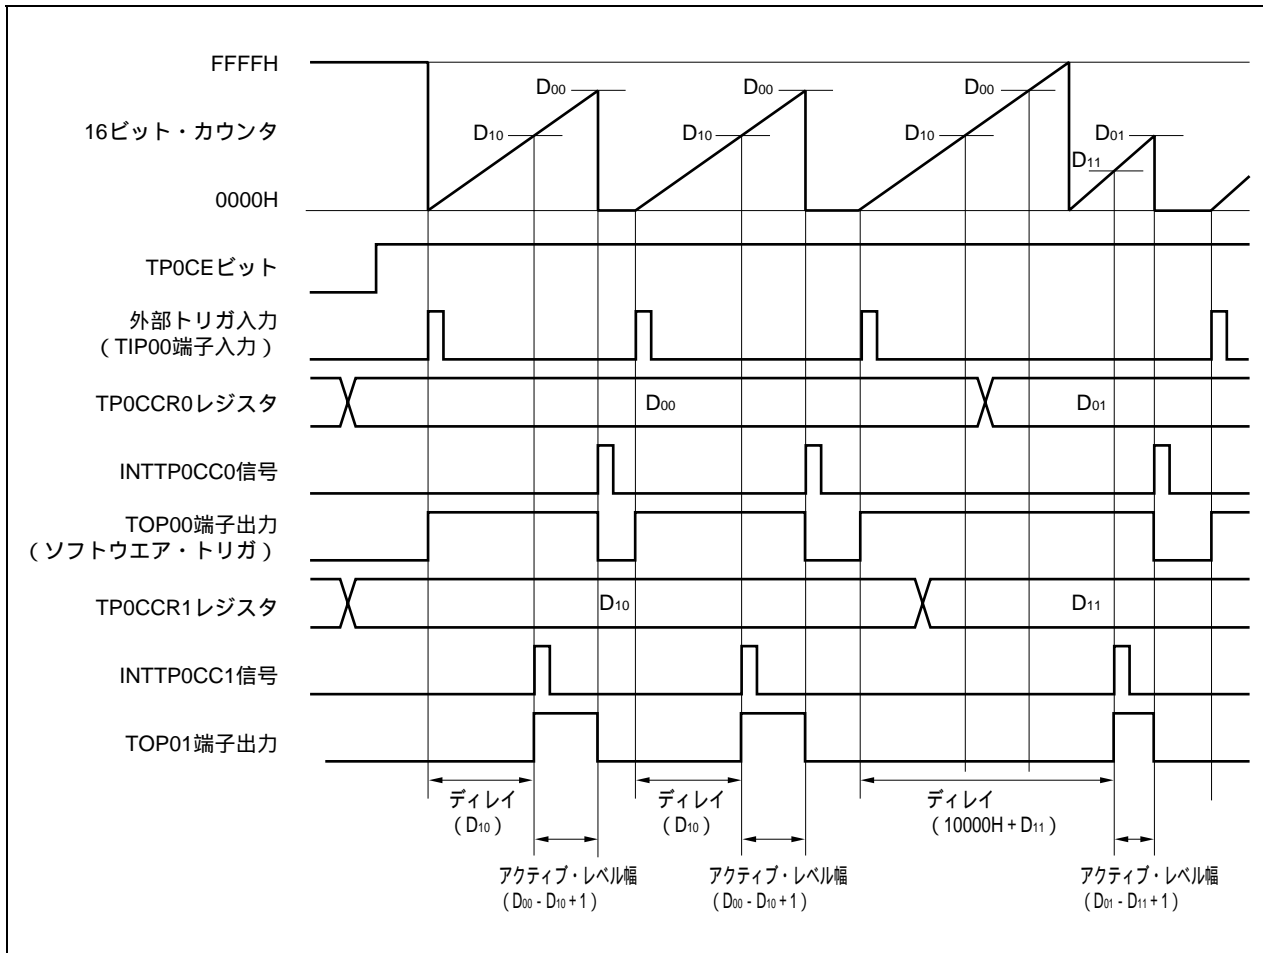 FFFFH
D00
D00
D00
16ビット・カウンタ
D10
D10
D10
D01
D11
0000H
TP0CEビット
外部トリガ入力
(TIP00端子入力)
TP0CCR0レジスタ
D00
D01
INTTP0CC0信号
TOP00端子出力
(ソフトウエア・トリガ)
TP0CCR1レジスタ
D10
D11
INTTP0CC1信号
TOP01端子出力
ディレイ
(D10)
ディレイ
(D10)
ディレイ
(10000H + D11)
アクティブ・レベル幅
(D00 - D10 + 1)
アクティブ・レベル幅
(D00 - D10 + 1)
アクティブ・レベル幅
(D01 - D11 + 1)